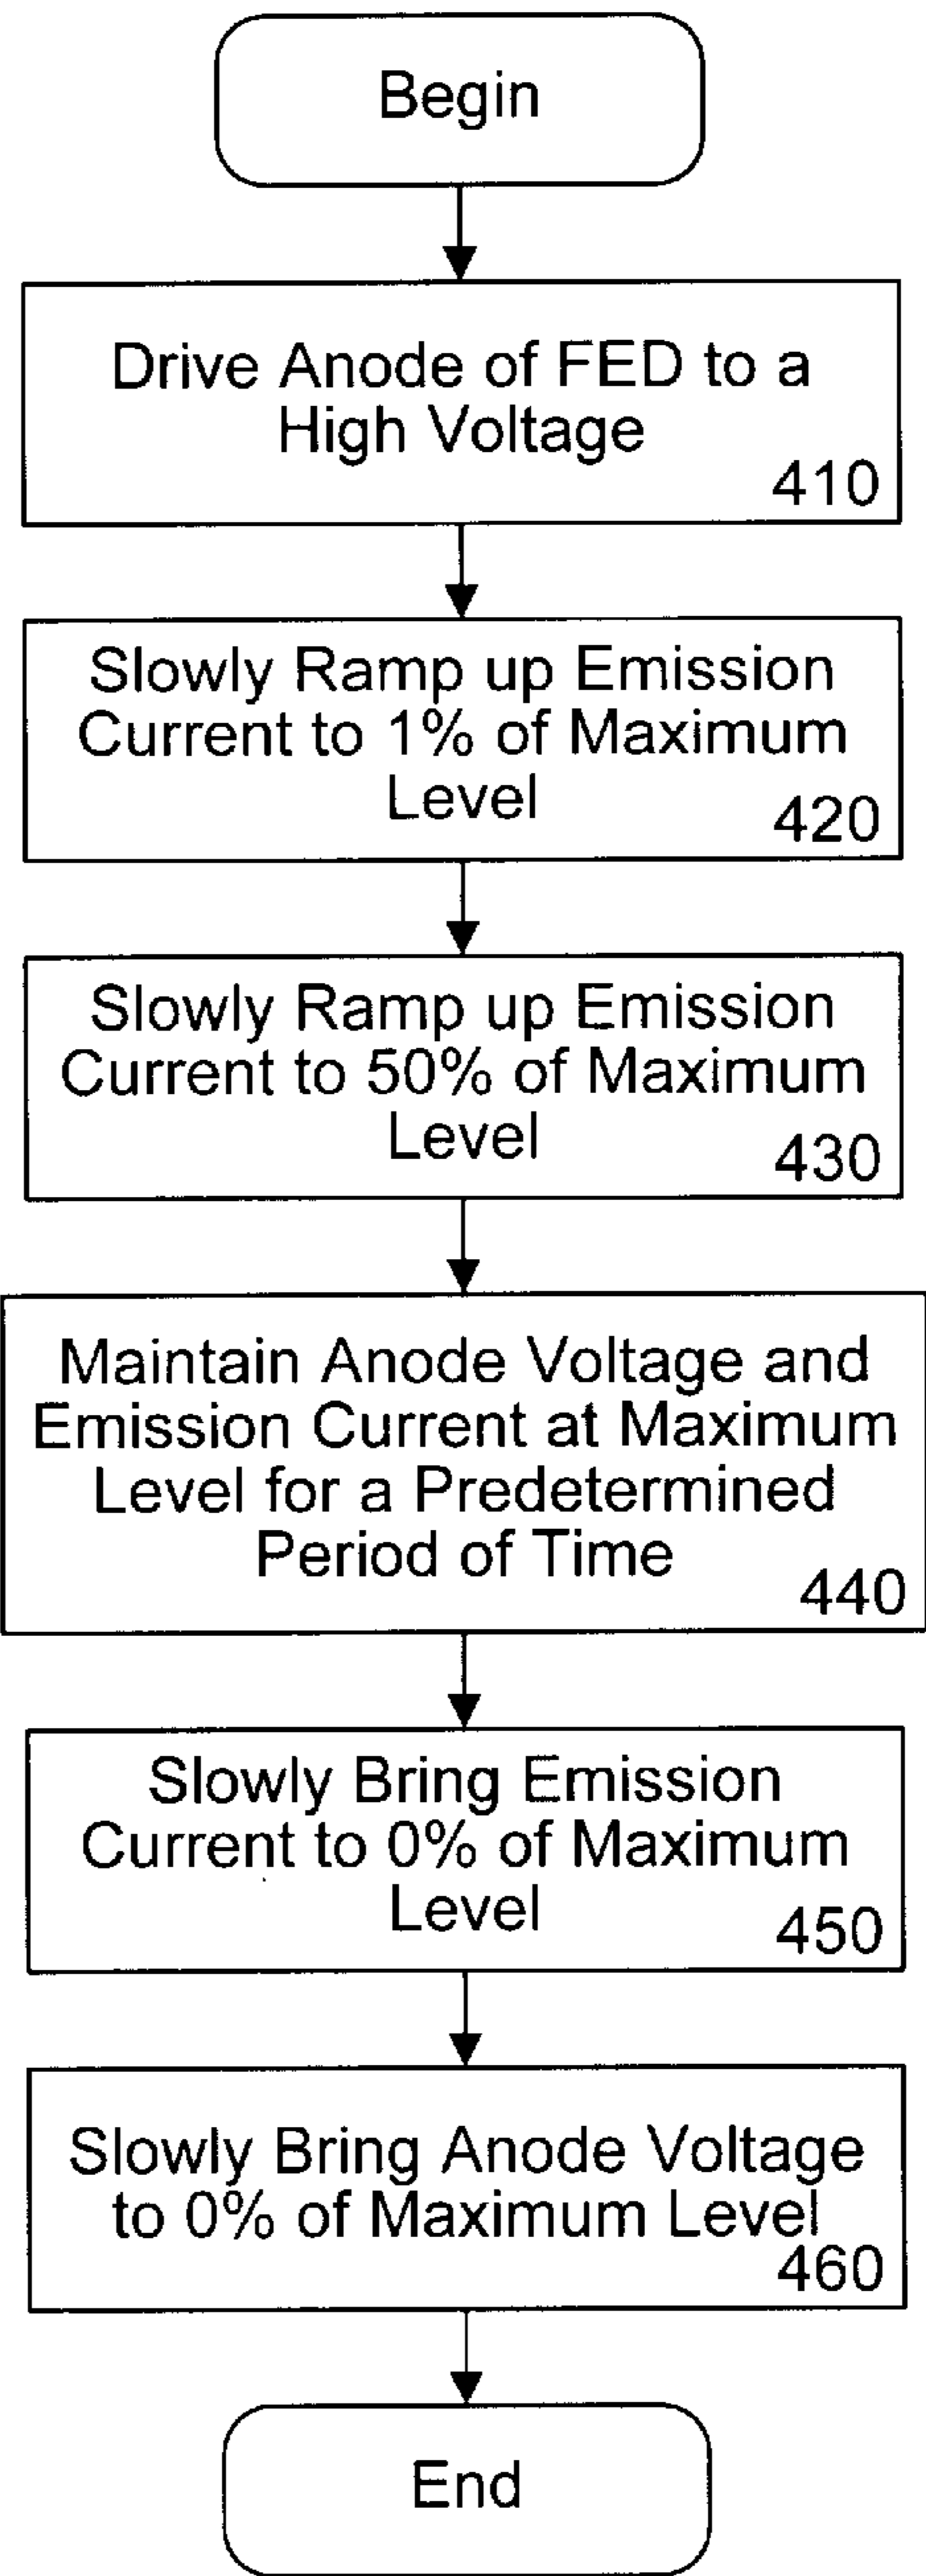 Begin
Drive Anode of FED to a
High Voltage
410
Slowly Ramp up Emission
Current to 1% of Maximum
Level
420
Slowly Ramp up Emission
Current to 50% of Maximum
Level
430
Maintain Anode Voltage and
Emission Current at Maximum
Level for a Predetermined
Period of Time
440
Slowly Bring Emission
Current to 0% of Maximum
Level
450
Slowly Bring Anode Voltage
to 0% of Maximum Level
460
End